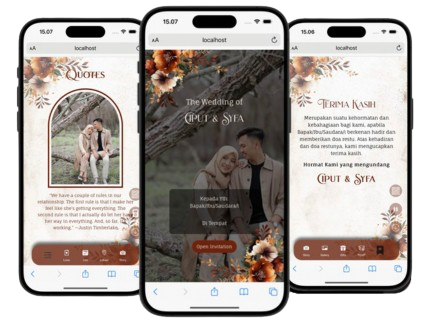 15.07
AA localhost
QUOTES
"We have a couple of rules in our
relationship. The first rule is that I make her
feel like she's getting everything. The
second rule is that I actually do let her have
her way in everything. And, so far, it's
working." —Justin Timberlake
15.07
AA localhost
The Wedding of
CIPUT & SYFA
Kepada Yth
Bapak/Ibu/Saudara/i
Di Tempat
Open Invitation
15.06
AA localhost
TERIMA KASIH
Merupakan suatu kehormatan dan
kebahagiaan bagi kami, apabila
Bapak/Ibu/Saudara/i berkenan hadir dan
memberikan doa restu. Atas kehadiran
dan doa restunya, kami mengucapkan
terima kasih.
Hormat Kami yang mengundang
CIPUT & SYFA